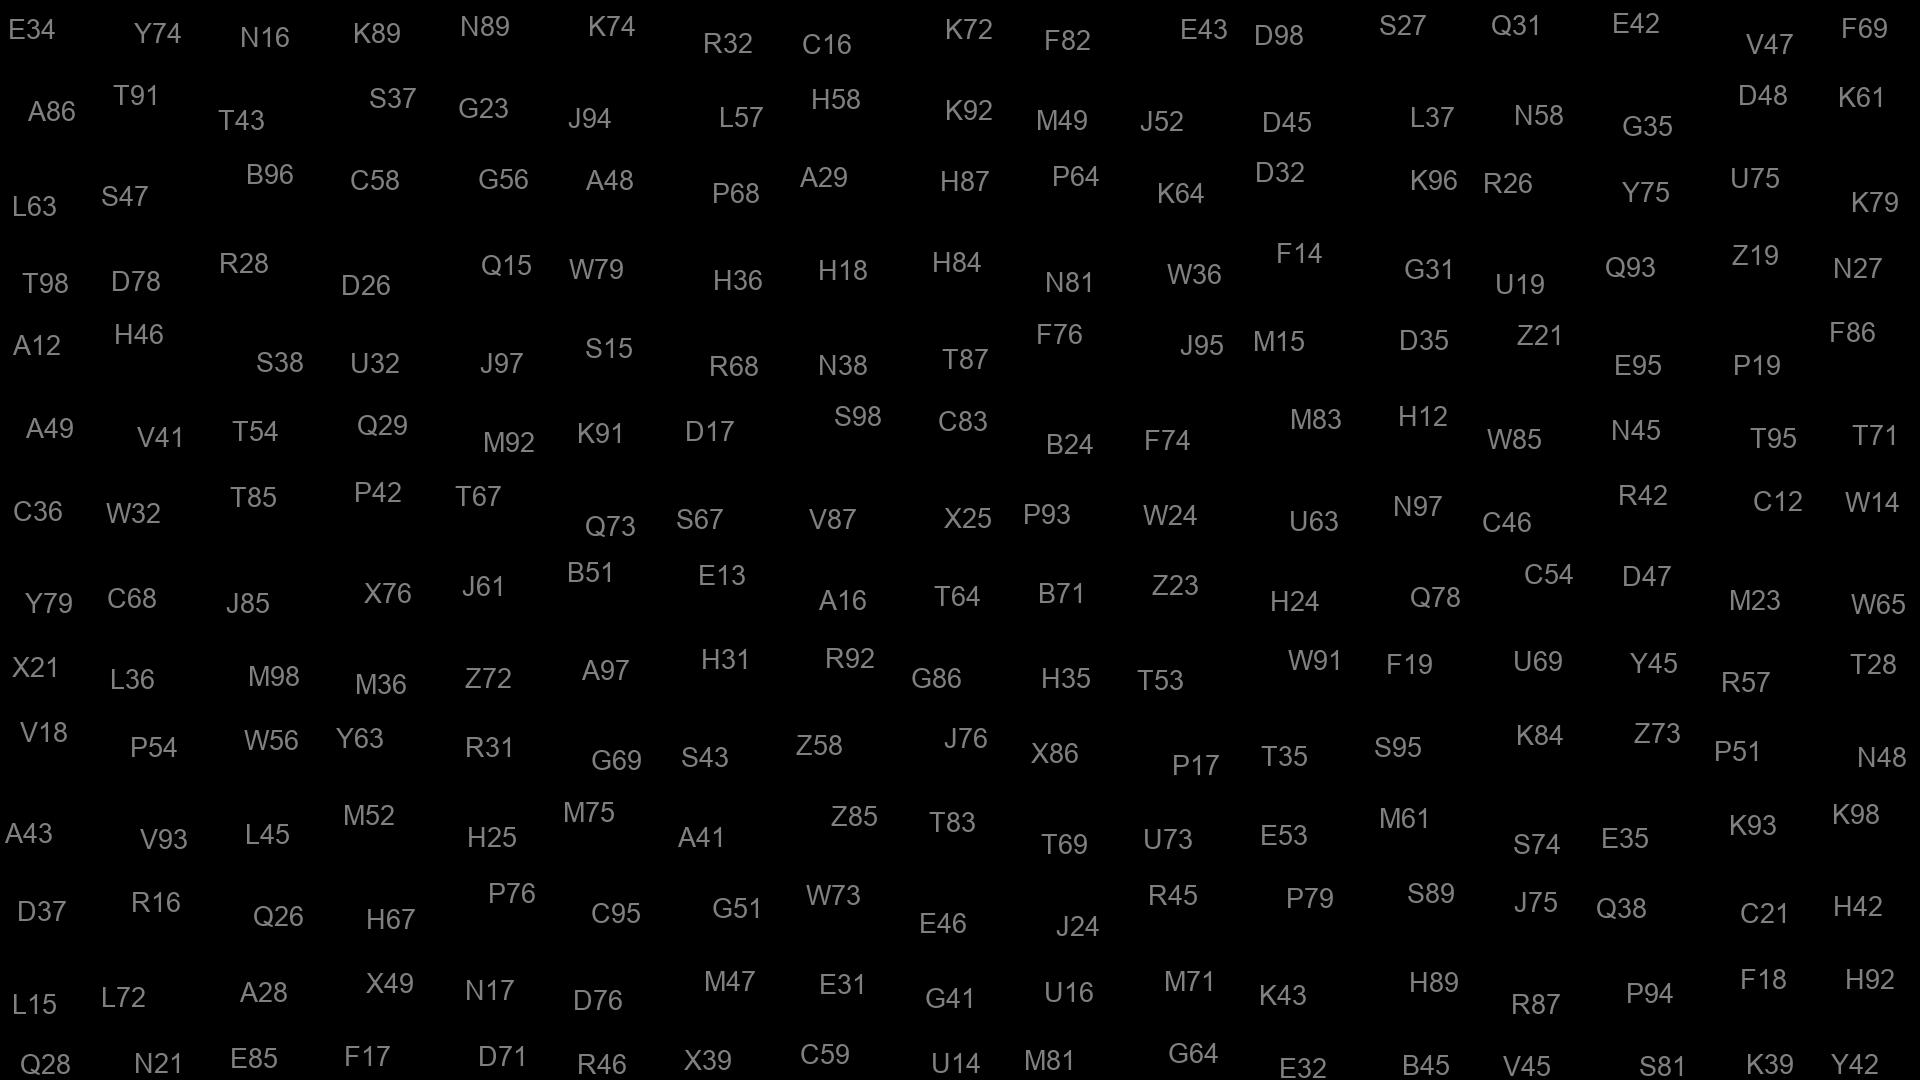 E34 Y74 N16 K89 N89 K74 R32 C16 K72 F82 E43 D98 S27 Q31 E42 V47 F69
A86 T91 T43 S37 G23 J94 L57 H58 K92 M49 J52 D45 L37 N58 G35 D48 K61
L63 S47 B96 C58 G56 A48 P68 A29 H87 P64 K64 D32 K96 R26 Y75 U75 K79
T98 D78 R28 D26 Q15 W79 H36 H18 H84 N81 W36 F14 G31 U19 Q93 Z19 N27
A12 H46 S38 U32 J97 S15 R68 N38 T87 F76 J95 M15 D35 Z21 E95 P19 F86
A49 V41 T54 Q29 M92 K91 D17 S98 C83 B24 F74 M83 H12 W85 N45 T95 T71
C36 W32 T85 P42 T67 Q73 S67 V87 X25 P93 W24 U63 N97 C46 R42 C12 W14
Y79 C68 J85 X76 J61 B51 E13 A16 T64 B71 Z23 H24 Q78 C54 D47 M23 W65
X21 L36 M98 M36 Z72 A97 H31 R92 G86 H35 T53 W91 F19 U69 Y45 R57 T28
V18 P54 W56 Y63 R31 G69 S43 Z58 J76 X86 P17 T35 S95 K84 Z73 P51 N48
A43 V93 L45 M52 H25 M75 A41 Z85 T83 T69 U73 E53 M61 S74 E35 K93 K98
D37 R16 Q26 H67 P76 C95 G51 W73 E46 J24 R45 P79 S89 J75 Q38 C21 H42
L15 L72 A28 X49 N17 D76 M47 E31 G41 U16 M71 K43 H89 R87 P94 F18 H92
Q28 N21 E85 F17 D71 R46 X39 C59 U14 M81 G64 E32 B45 V45 S81 K39 Y42